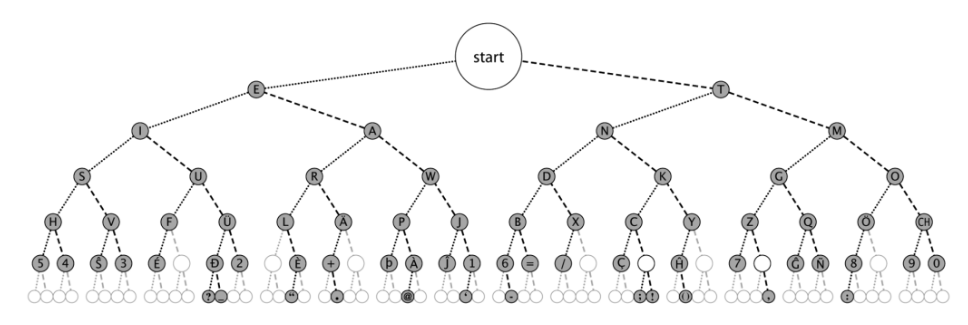 start
E T
I A N M
S U R W D K G O
H V F Ü L Ä P J B X C Y Z Q Ö CH
5 4 Ŝ 3 É Ð 2 È + þ À Ĵ 1 6 = / Ç Ĥ 7 Ĝ Ñ 8 9 0
? _ " . @ ' - ; ! () , :